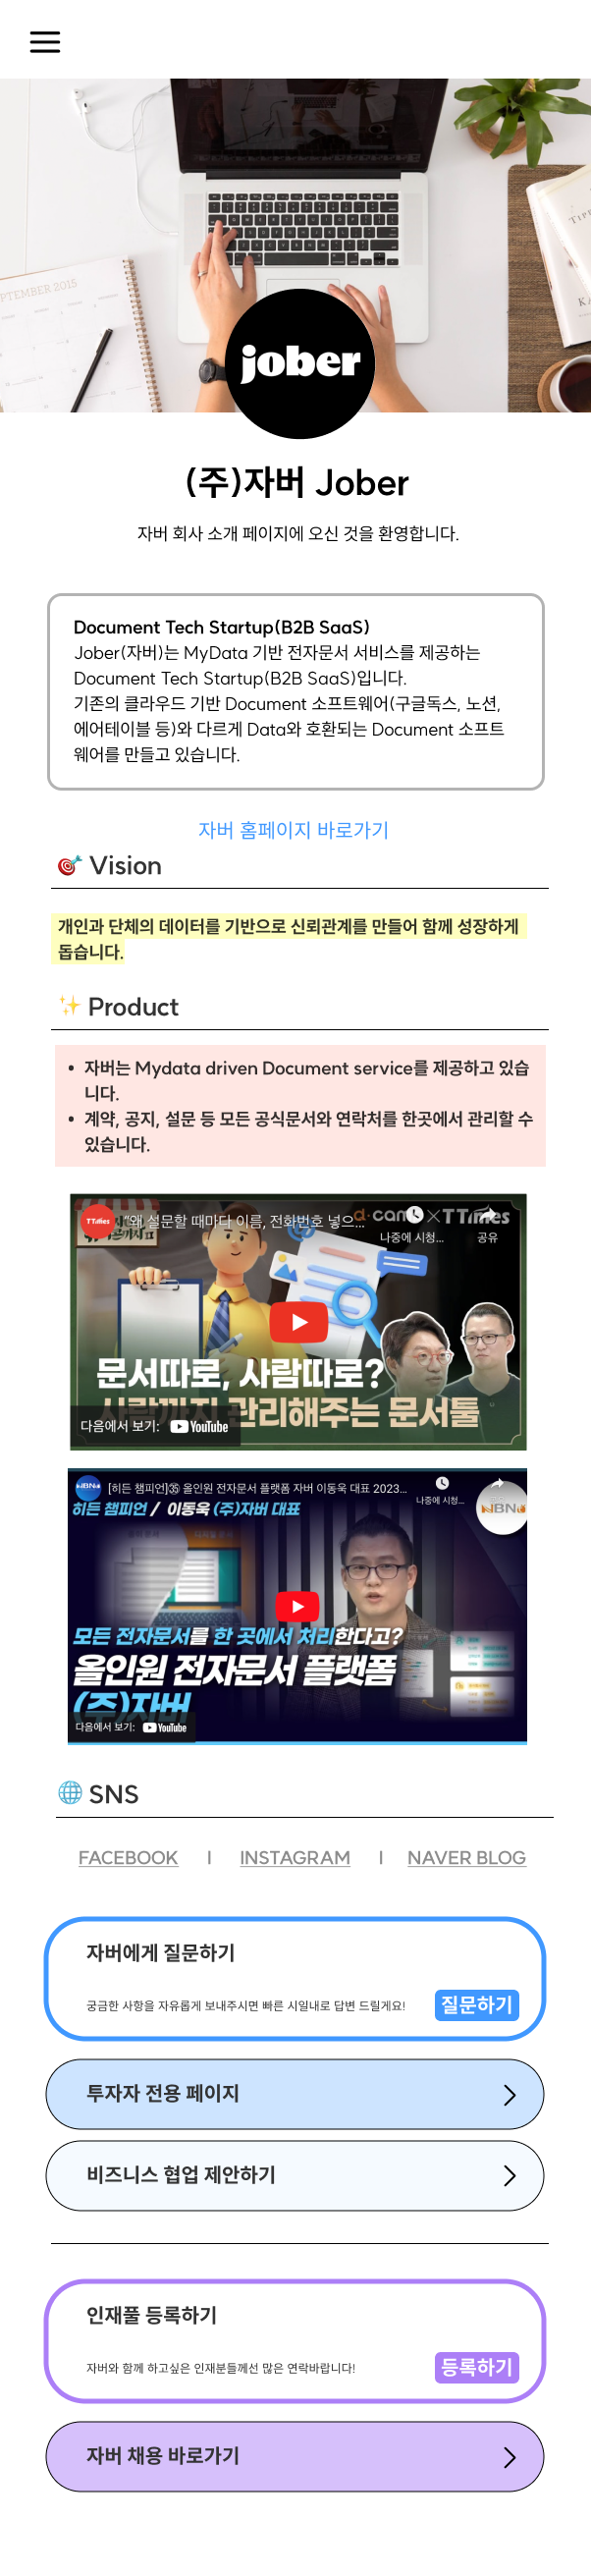 SEPTEMBER 2015
jober
(주)자버 Jober
자버 회사 소개 페이지에 오신 것을 환영합니다.
Document Tech Startup(B2B SaaS)
Jober(자버)는 MyData 기반 전자문서 서비스를 제공하는
Document Tech Startup(B2B SaaS)입니다.
기존의 클라우드 기반 Document 소프트웨어(구글독스, 노션,
에어테이블 등)와 다르게 Data와 호환되는 Document 소프트
웨어를 만들고 있습니다.
자버 홈페이지 바로가기
Vision
개인과 단체의 데이터를 기반으로 신뢰관계를 만들어 함께 성장하게
돕습니다.
Product
• 자버는 Mydata driven Document service를 제공하고 있습
니다.
• 계약, 공지, 설문 등 모든 공식문서와 연락처를 한곳에서 관리할 수
있습니다.
TTimes
"왜 설문할 때마다 이름, 전화번호 넣으...
d·camp × TTimes
나중에 시청...
공유
문서따로, 사람따로?
사람까지 관리해주는 문서툴
다음에서 보기: YouTube
[히든 챔피언]㉟ 올인원 전자문서 플랫폼 자버 이동욱 대표 2023...
나중에 시청...
NBN
히든 챔피언 / 이동욱 (주)자버 대표
모든 전자문서를 한 곳에서 처리한다고?
올인원 전자문서 플랫폼
(주)자버
다음에서 보기: YouTube
SNS
FACEBOOK | INSTAGRAM | NAVER BLOG
자버에게 질문하기
궁금한 사항을 자유롭게 보내주시면 빠른 시일내로 답변 드릴게요!
질문하기
투자자 전용 페이지
비즈니스 협업 제안하기
인재풀 등록하기
자버와 함께 하고싶은 인재분들께선 많은 연락바랍니다!
등록하기
자버 채용 바로가기